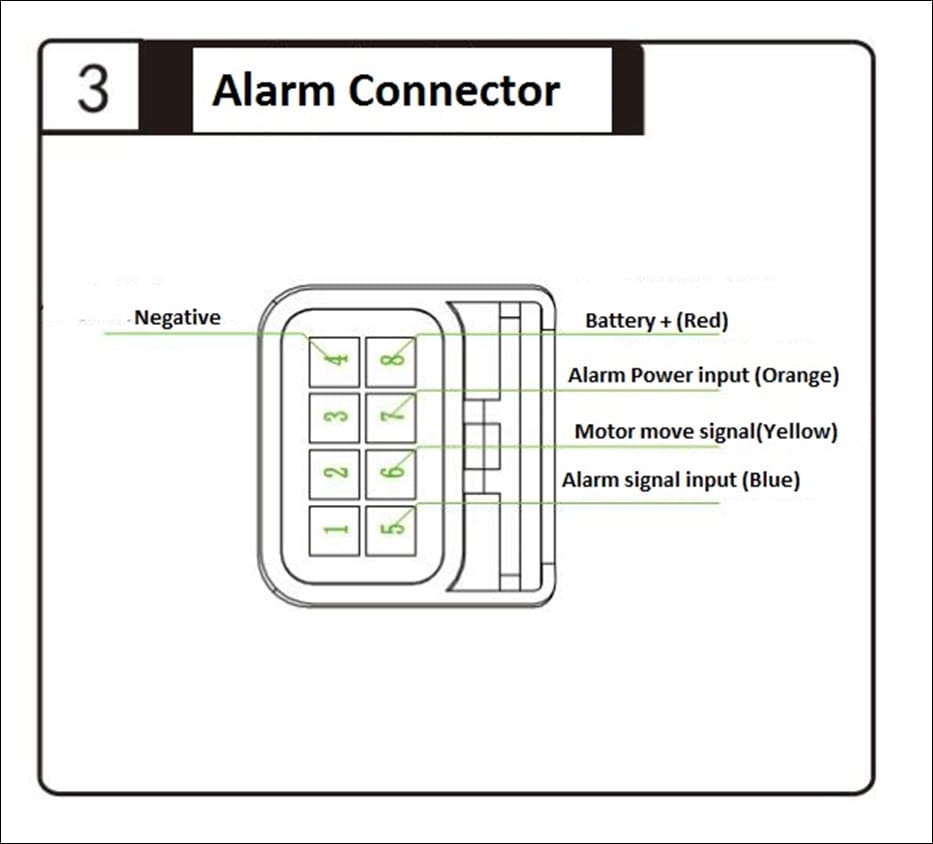 3
Alarm Connector
Negative
Battery + (Red)
Alarm Power input (Orange)
Motor move signal(Yellow)
Alarm signal input (Blue)
4 8
3 7
2 6
1 5